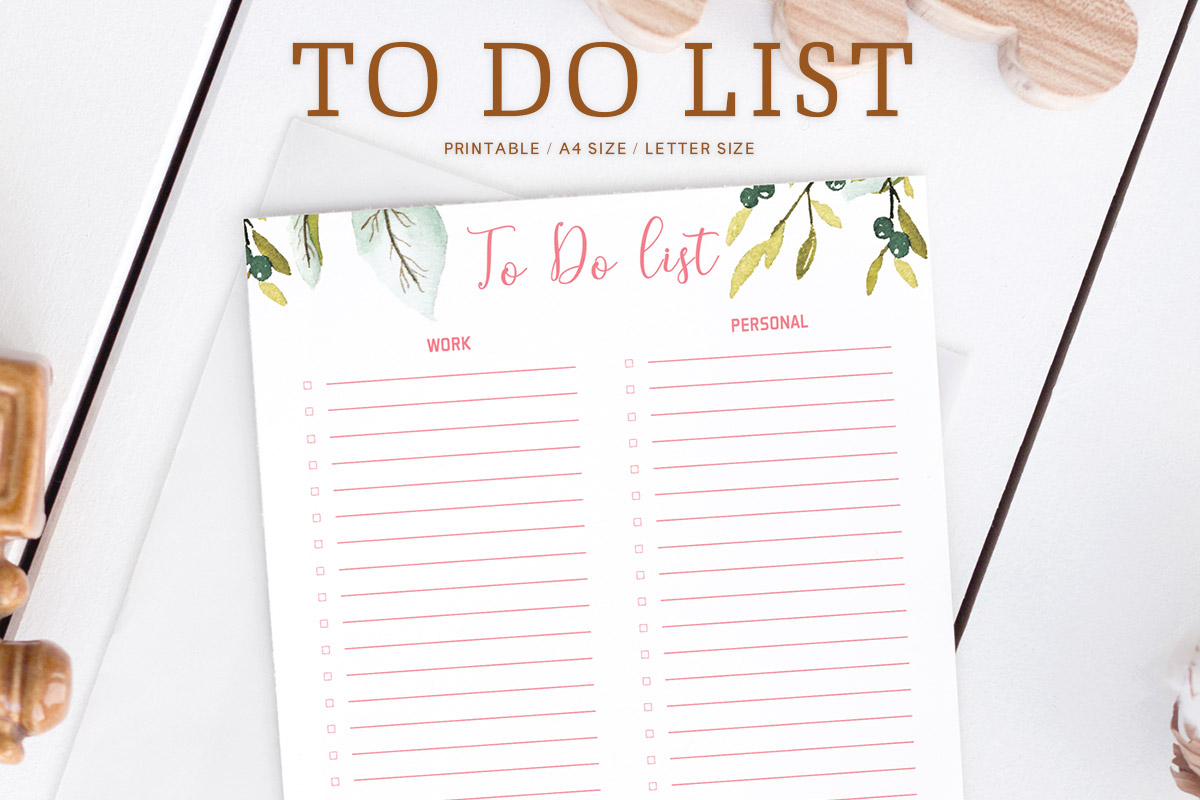 TO DO LIST
PRINTABLE / A4 SIZE / LETTER SIZE
To Do list
WORK
PERSONAL